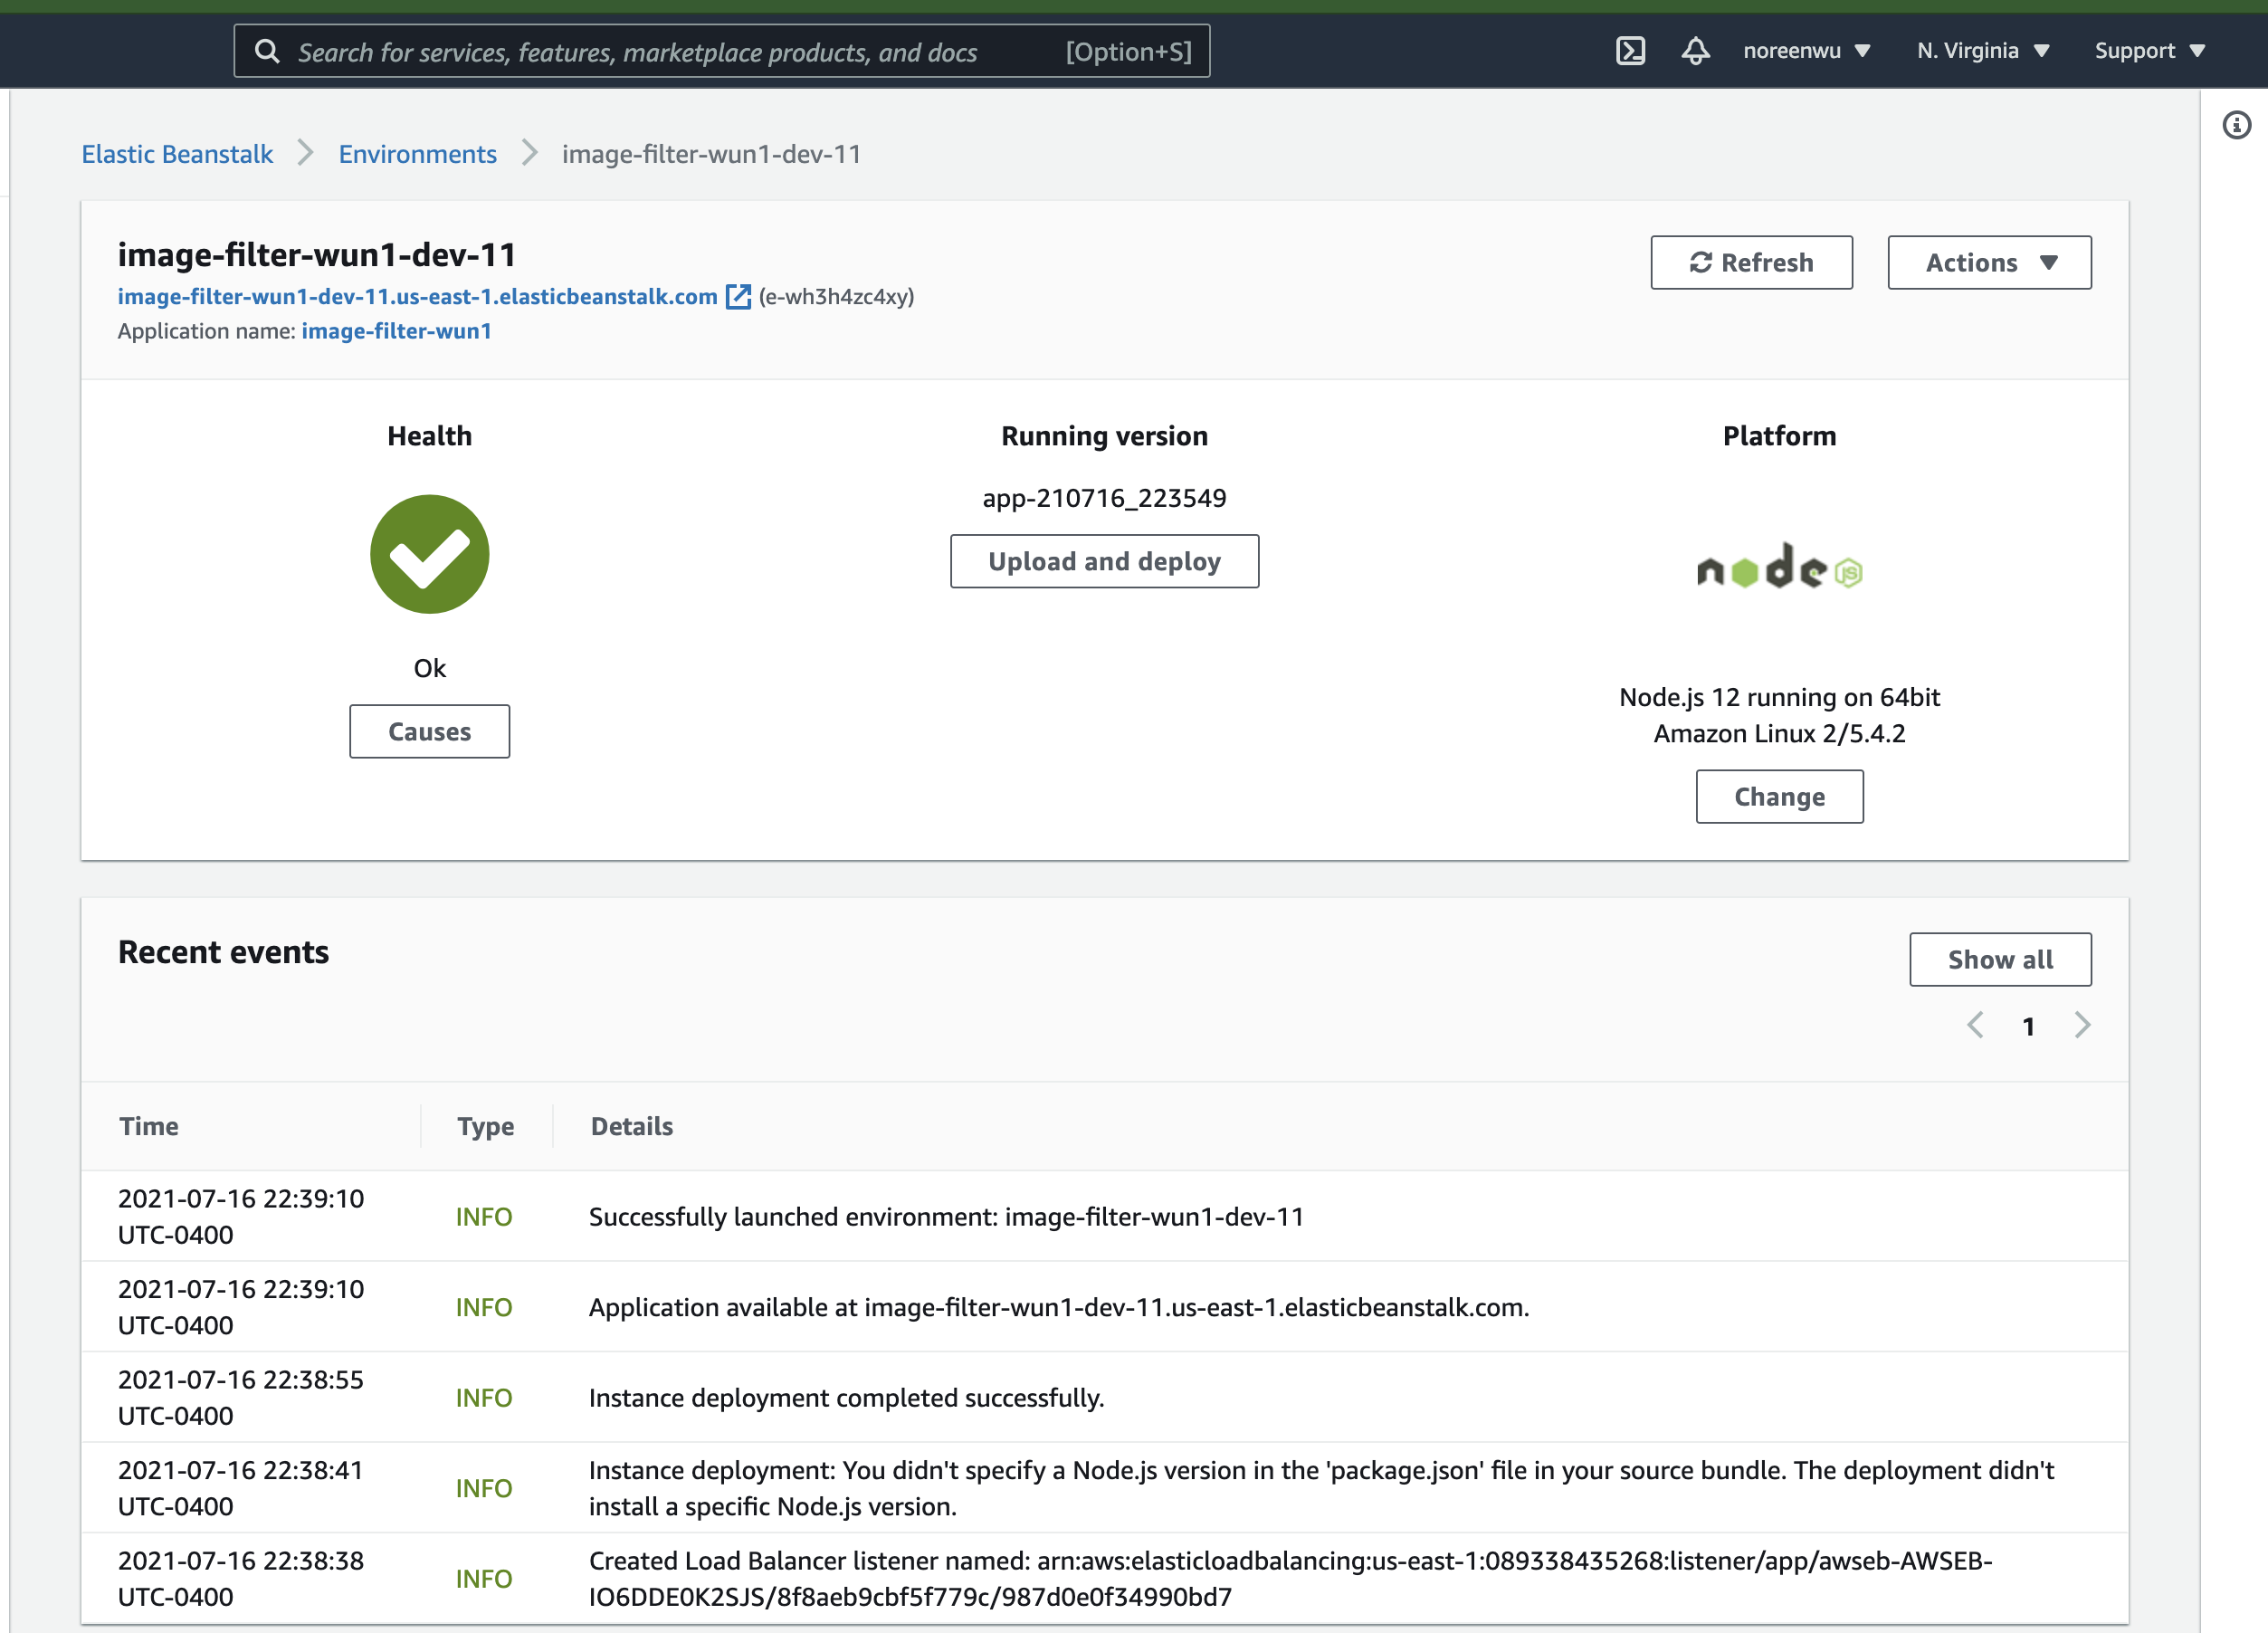 Search for services, features, marketplace products, and docs [Option+S] noreenwu N. Virginia Support
Elastic Beanstalk Environments image-filter-wun1-dev-11
image-filter-wun1-dev-11
Refresh
Actions
image-filter-wun1-dev-11.us-east-1.elasticbeanstalk.com (e-wh3h4zc4xy)
Application name: image-filter-wun1
Health
Ok
Causes
Running version
app-210716_223549
Upload and deploy
Platform
node JS
Node.js 12 running on 64bit
Amazon Linux 2/5.4.2
Change
Recent events
Show all
1
Time Type Details
2021-07-16 22:39:10
UTC-0400
INFO
Successfully launched environment: image-filter-wun1-dev-11
2021-07-16 22:39:10
UTC-0400
INFO
Application available at image-filter-wun1-dev-11.us-east-1.elasticbeanstalk.com.
2021-07-16 22:38:55
UTC-0400
INFO
Instance deployment completed successfully.
2021-07-16 22:38:41
UTC-0400
INFO
Instance deployment: You didn't specify a Node.js version in the 'package.json' file in your source bundle. The deployment didn't
install a specific Node.js version.
2021-07-16 22:38:38
UTC-0400
INFO
Created Load Balancer listener named: arn:aws:elasticloadbalancing:us-east-1:089338435268:listener/app/awseb-AWSEB-
IO6DDE0K2SJS/8f8aeb9cbf5f779c/987d0e0f34990bd7